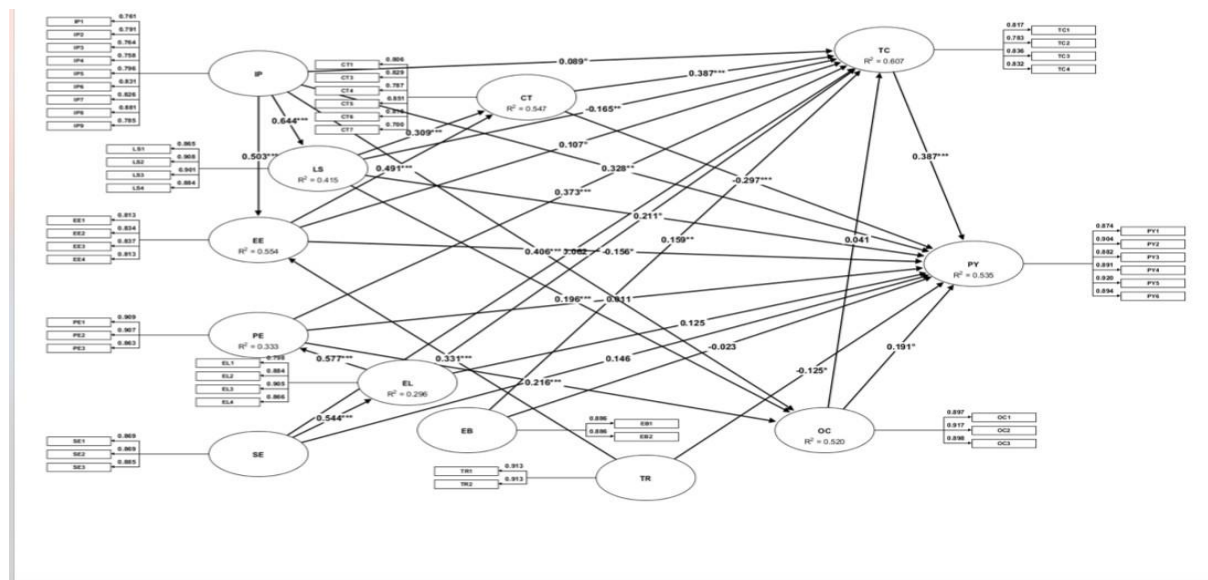 IP1 0.761
IP2 0.791
IP3 0.764
IP4 0.758
IP5 0.796
IP6 0.831
IP7 0.826
IP8 0.881
IP9 0.785
IP
CT1 0.906
CT3 0.829
CT4 0.787
CT5 0.851
CT6
CT7 0.700
CT
R² = 0.547
TC
R² = 0.607
0.817 TC1
0.783 TC2
0.836 TC3
0.832 TC4
0.089*
0.387***
-0.165**
0.644***
0.309***
0.503***
0.107*
0.491***
0.328**
0.373***
-0.297***
0.387***
LS1 0.865
LS2 0.908
LS3 0.901
LS4 0.884
LS
R² = 0.415
EE1 0.813
EE2 0.834
EE3 0.837
EE4 0.813
EE
R² = 0.554
0.211*
0.159**
0.041
0.406***
-0.156*
PY
R² = 0.535
0.874 PY1
0.904 PY2
0.882 PY3
0.891 PY4
0.920 PY5
0.894 PY6
0.196***
0.011
PE1 0.909
PE2 0.907
PE3 0.863
PE
R² = 0.333
0.125
-0.023
0.146
0.577***
0.331***
0.191*
-0.125*
0.216***
EL1
EL2 0.884
EL3 0.905
EL4 0.866
EL
R² = 0.296
0.544***
SE1 0.869
SE2 0.869
SE3 0.865
SE
EB
0.896 EB1
0.896 EB2
OC
R² = 0.520
0.897 OC1
0.917 OC2
0.898 OC3
TR1 0.913
TR2 0.913
TR